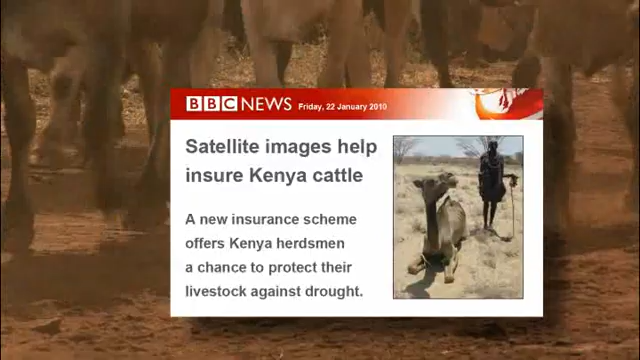 BBC NEWS Friday, 22 January 2010
Satellite images help
insure Kenya cattle
A new insurance scheme
offers Kenya herdsmen
a chance to protect their
livestock against drought.